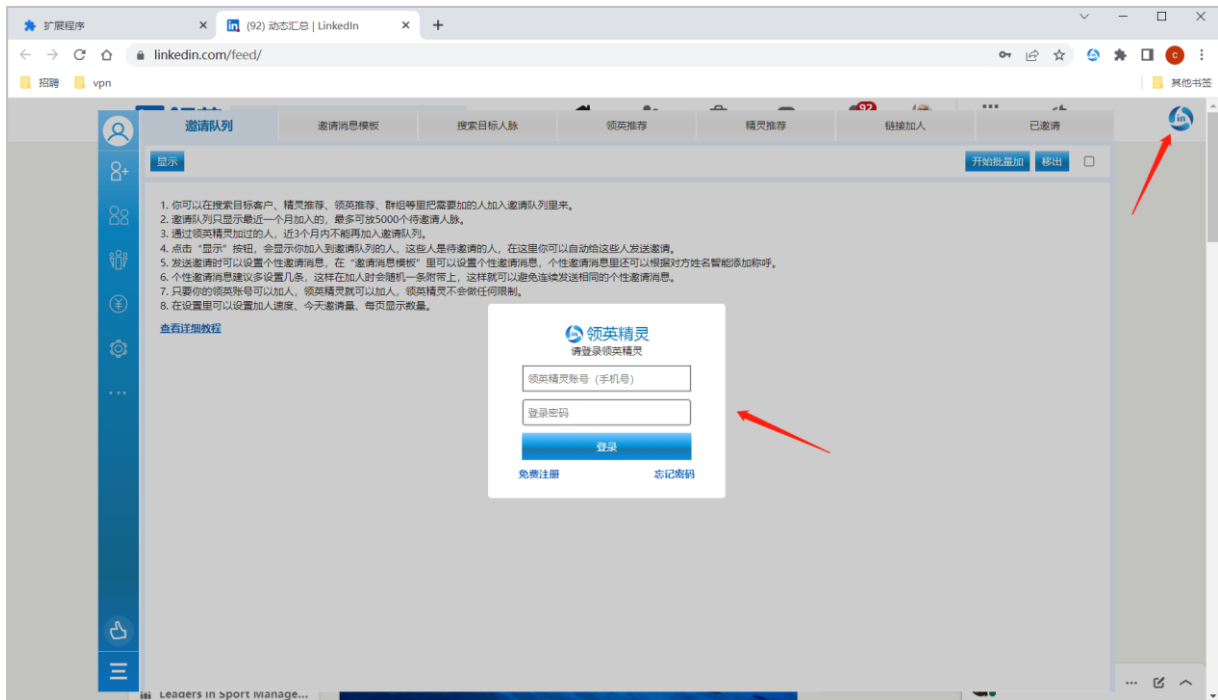 扩展程序
(92) 动态汇总 | LinkedIn
linkedin.com/feed/
c
招聘
vpn
其他书签
92
邀请队列
邀请消息模板
搜索目标人脉
领英推荐
精灵推荐
链接加人
已邀请
in
显示
开始批量加
移出
1. 你可以在搜索目标客户、精灵推荐、领英推荐、群组等里把需要加的人加入邀请队列里来。
2. 邀请队列只显示最近一个月加入的，最多可放5000个待邀请人脉。
3. 通过领英精灵加过的人，近3个月内不能再加入邀请队列。
4. 点击“显示”按钮，会显示你加入到邀请队列的人，这些人是待邀请的人，在这里你可以自动给这些人发送邀请。
5. 发送邀请时可以设置个性邀请消息，在“邀请消息模板”里可以设置个性邀请消息，个性邀请消息里还可以根据对方姓名智能添加称呼。
6. 个性邀请消息建议多设置几条，这样在加人时会随机一条附带上，这样就可以避免连续发送相同的个性邀请消息。
7. 只要你的领英账号可以加人，领英精灵就可以加人，领英精灵不会做任何限制。
8. 在设置里可以设置加人速度、今天邀请量、每页显示数量。
查看详细教程
in 领英精灵
请登录领英精灵
领英精灵账号（手机号）
登录密码
登录
免费注册
忘记密码
Leaders in Sport Manage...